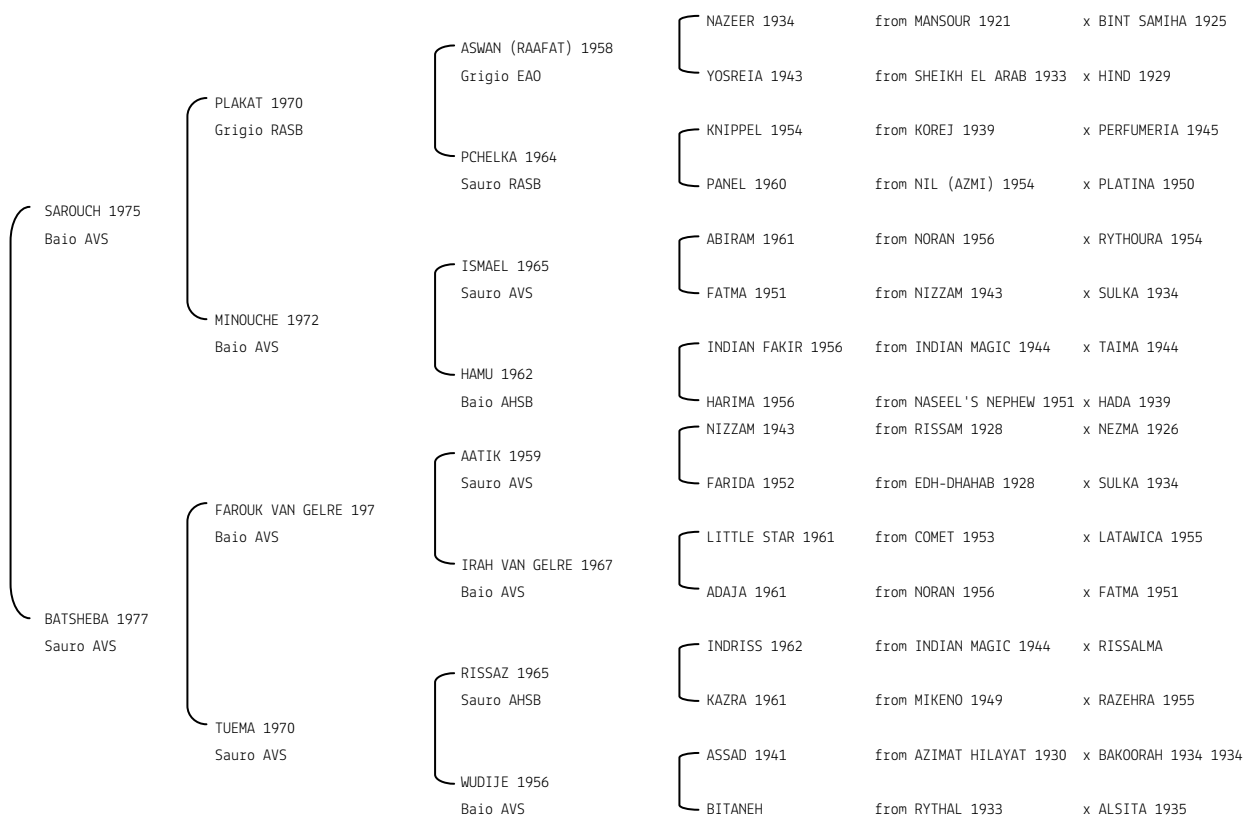 NAZEER 1934 from MANSOUR 1921 x BINT SAMIHA 1925
ASWAN (RAAFAT) 1958
Grigio EAO YOSREIA 1943 from SHEIKH EL ARAB 1933 x HIND 1929
PLAKAT 1970
Grigio RASB KNIPPEL 1954 from KOREJ 1939 x PERFUMERIA 1945
PCHELKA 1964
Sauro RASB PANEL 1960 from NIL (AZMI) 1954 x PLATINA 1950
SAROUCH 1975
Baio AVS ABIRAM 1961 from NORAN 1956 x RYTHOURA 1954
ISMAEL 1965
Sauro AVS FATMA 1951 from NIZZAM 1943 x SULKA 1934
MINOUCHE 1972
Baio AVS INDIAN FAKIR 1956 from INDIAN MAGIC 1944 x TAIMA 1944
HAMU 1962
Baio AHSB HARIMA 1956 from NASEEL'S NEPHEW 1951 x HADA 1939
NIZZAM 1943 from RISSAM 1928 x NEZMA 1926
AATIK 1959
Sauro AVS FARIDA 1952 from EDH-DHAHAB 1928 x SULKA 1934
FAROUK VAN GELRE 197
Baio AVS LITTLE STAR 1961 from COMET 1953 x LATAWICA 1955
IRAH VAN GELRE 1967
Baio AVS ADAJA 1961 from NORAN 1956 x FATMA 1951
BATSHEBA 1977
Sauro AVS INDRISS 1962 from INDIAN MAGIC 1944 x RISSALMA
RISSAZ 1965
Sauro AHSB KAZRA 1961 from MIKENO 1949 x RAZEHRA 1955
TUEMA 1970
Sauro AVS ASSAD 1941 from AZIMAT HILAYAT 1930 x BAKOORAH 1934 1934
WUDIJE 1956
Baio AVS BITANEH from RYTHAL 1933 x ALSITA 1935